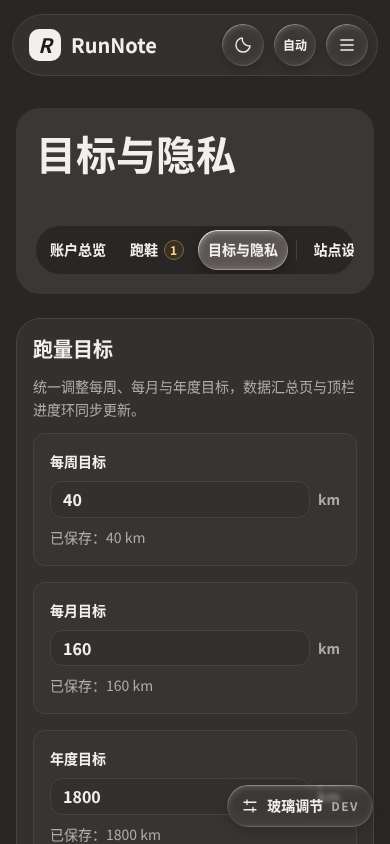 R RunNote 自动
目标与隐私
账户总览 跑鞋 1 目标与隐私 站点设
跑量目标
统一调整每周、每月与年度目标，数据汇总页与顶栏
进度环同步更新。
每周目标
40 km
已保存：40 km
每月目标
160 km
已保存：160 km
年度目标
1800
玻璃调节 DEV
已保存：1800 km